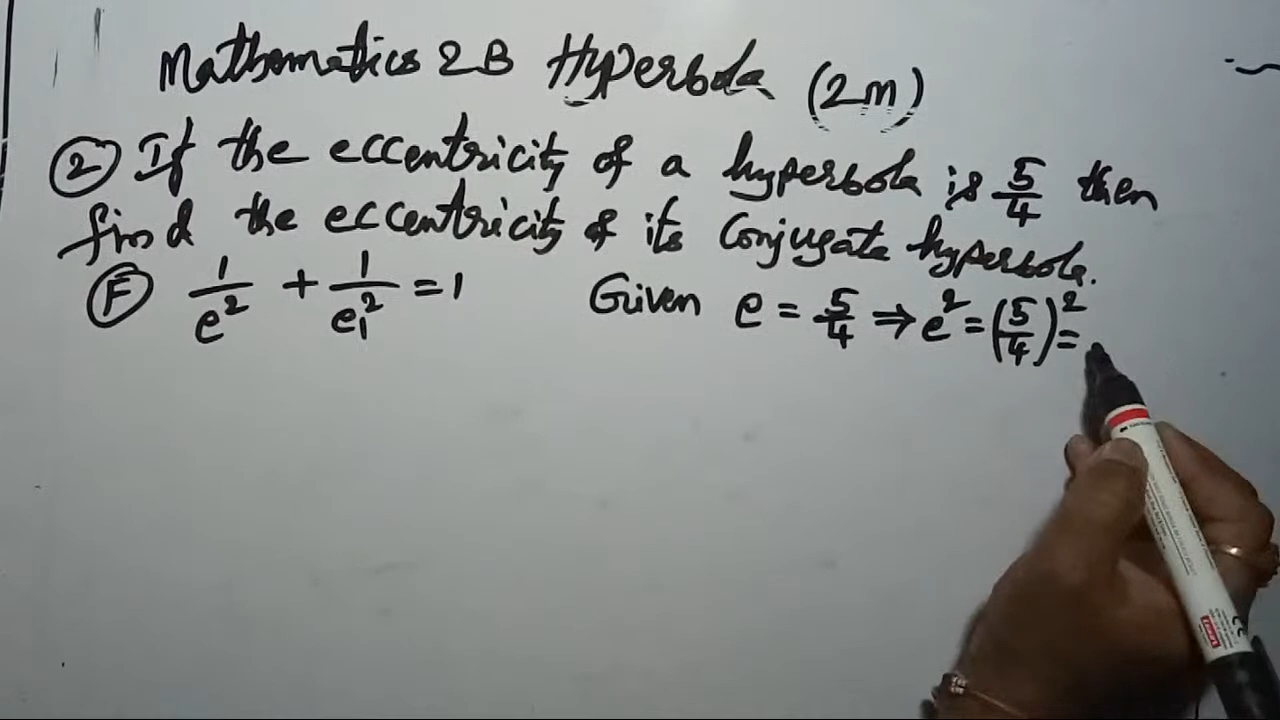 Mathematics 2B Hyperbola (2m)
② If the eccentricity of a hyperbola is 5/4 then
find the eccentricity of its conjugate hyperbola.
Ⓕ 1/e² + 1/e₁² = 1 Given e = 5/4 ⇒ e² = (5/4)² =